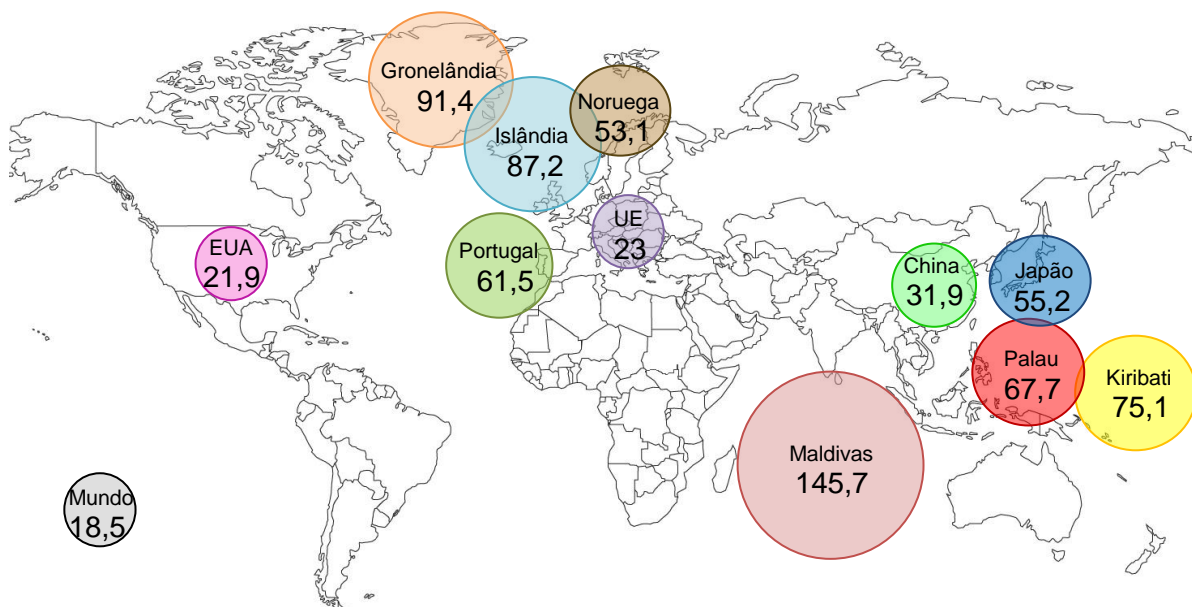 Gronelândia
91,4
Islândia
87,2
Noruega
53,1
EUA
21,9
Portugal
61,5
UE
23
China
31,9
Japão
55,2
Palau
67,7
Kiribati
75,1
Maldivas
145,7
Mundo
18,5